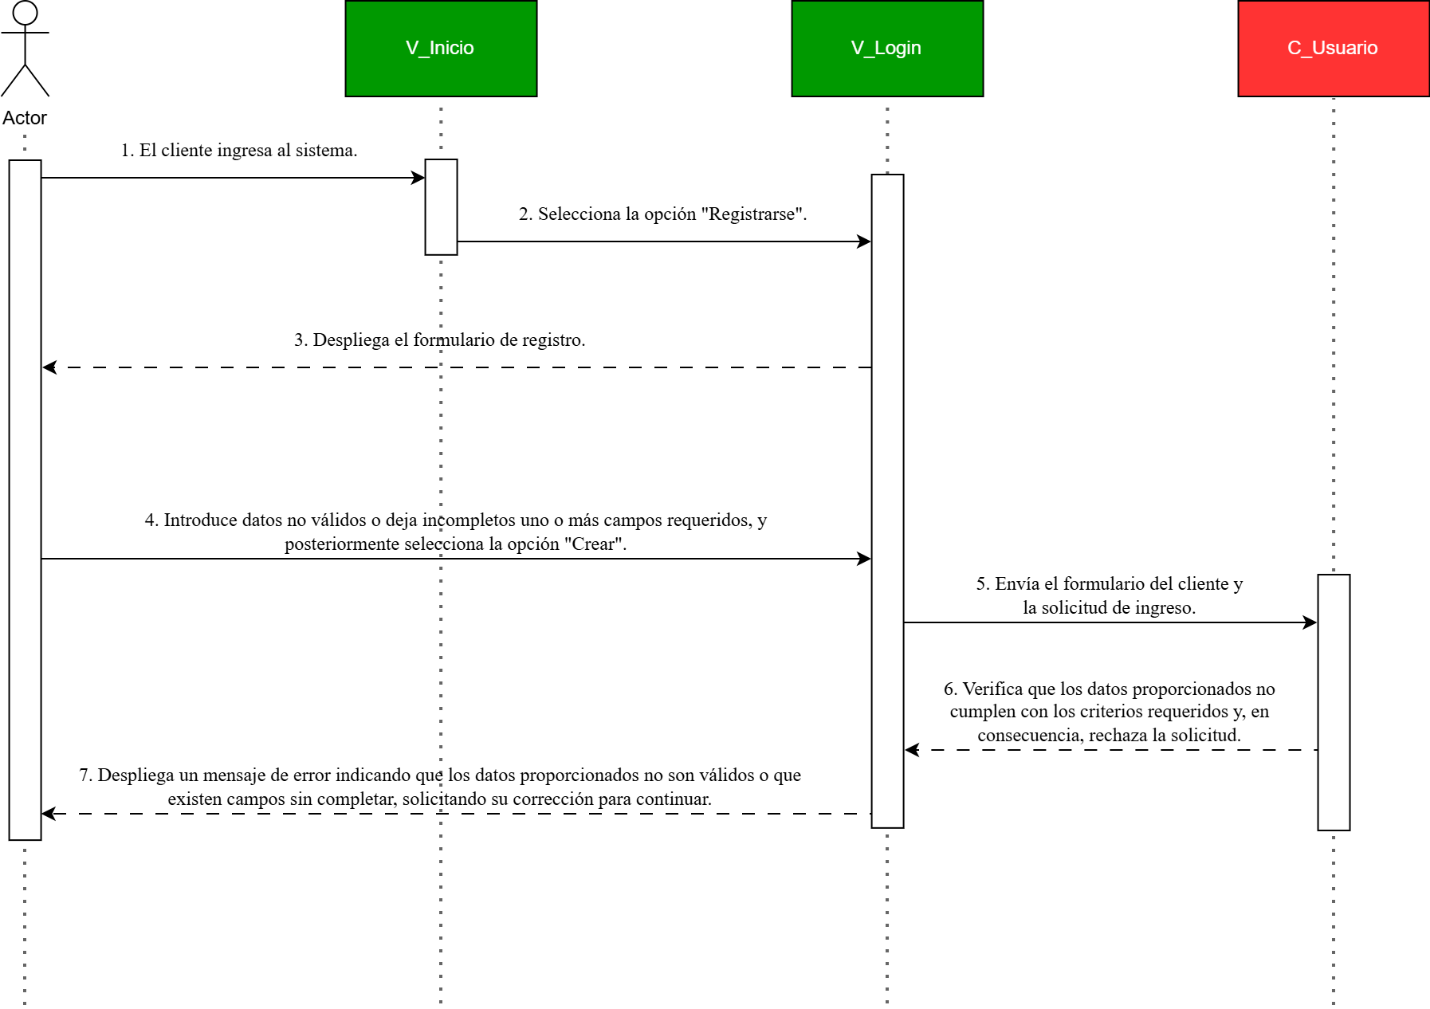 V_Inicio
V_Login
C_Usuario
Actor
1. El cliente ingresa al sistema.
2. Selecciona la opción "Registrarse".
3. Despliega el formulario de registro.
4. Introduce datos no válidos o deja incompletos uno o más campos requeridos, y
posteriormente selecciona la opción "Crear".
5. Envía el formulario del cliente y
la solicitud de ingreso.
6. Verifica que los datos proporcionados no
cumplen con los criterios requeridos y, en
consecuencia, rechaza la solicitud.
7. Despliega un mensaje de error indicando que los datos proporcionados no son válidos o que
existen campos sin completar, solicitando su corrección para continuar.